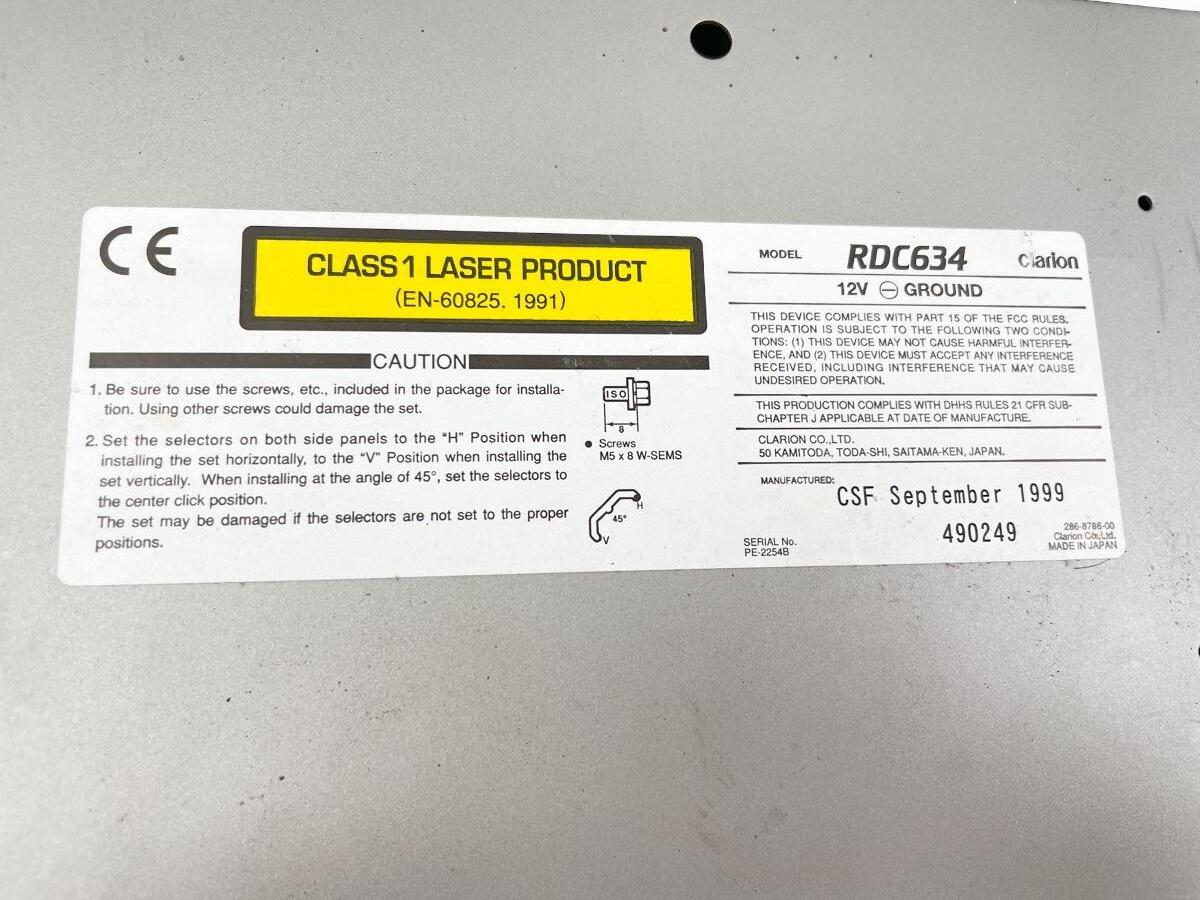 CE
CLASS 1 LASER PRODUCT
(EN-60825. 1991)
CAUTION
1. Be sure to use the screws, etc., included in the package for installa-
tion. Using other screws could damage the set.
2. Set the selectors on both side panels to the "H" Position when
installing the set horizontally, to the "V" Position when installing the
set vertically. When installing at the angle of 45°, set the selectors to
the center click position.
The set may be damaged if the selectors are not set to the proper
positions.
ISO
8
● Screws
M5 x 8 W-SEMS
H
45°
V
MODEL RDC634 Clarion
12V ⊖ GROUND
THIS DEVICE COMPLIES WITH PART 15 OF THE FCC RULES.
OPERATION IS SUBJECT TO THE FOLLOWING TWO CONDI-
TIONS: (1) THIS DEVICE MAY NOT CAUSE HARMFUL INTERFER-
ENCE, AND (2) THIS DEVICE MUST ACCEPT ANY INTERFERENCE
RECEIVED, INCLUDING INTERFERENCE THAT MAY CAUSE
UNDESIRED OPERATION.
THIS PRODUCTION COMPLIES WITH DHHS RULES 21 CFR SUB-
CHAPTER J APPLICABLE AT DATE OF MANUFACTURE.
CLARION CO.,LTD.
50 KAMITODA, TODA-SHI, SAITAMA-KEN, JAPAN.
MANUFACTURED: CSF September 1999
SERIAL No. 490249
PE-2254B
286-8786-00
Clarion Co.,Ltd.
MADE IN JAPAN